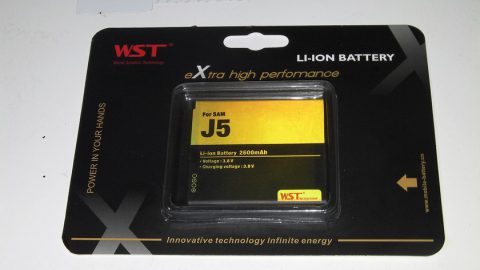 WST®
LI-ION BATTERY
eXtra high perfomance
POWER IN YOUR HANDS
For SAM
J5
Li-ion Battery 2600mAh
· Voltage: 3.8V
· Charging voltage: 3.8V
WST
www.mobile-battery.cn
Innovative technology Infinite energy